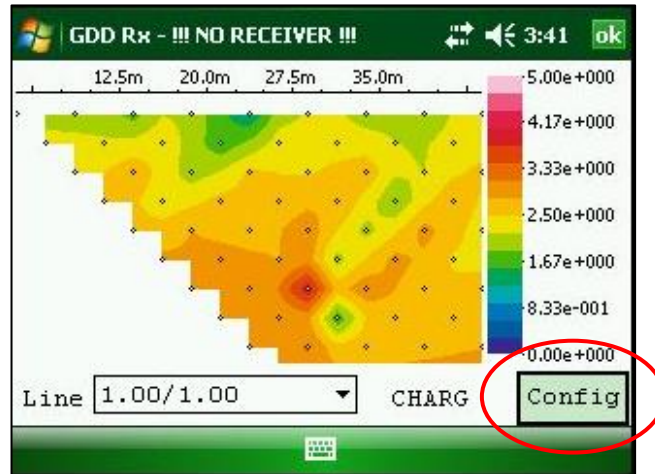 GDD Rx - !!! NO RECEIVER !!! 3:41 ok
12.5m 20.0m 27.5m 35.0m
5.00e+000
4.17e+000
3.33e+000
2.50e+000
1.67e+000
8.33e-001
0.00e+000
Line 1.00/1.00 CHARG Config